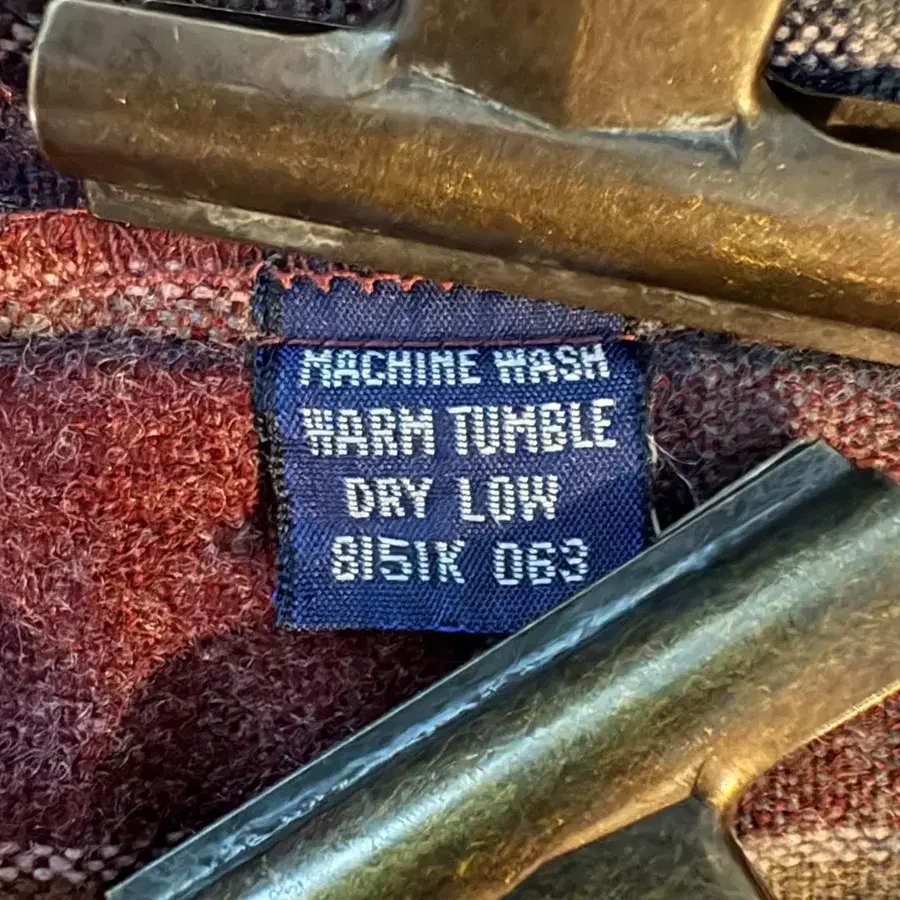 MACHINE WASH
WARM TUMBLE
DRY LOW
8151K 063